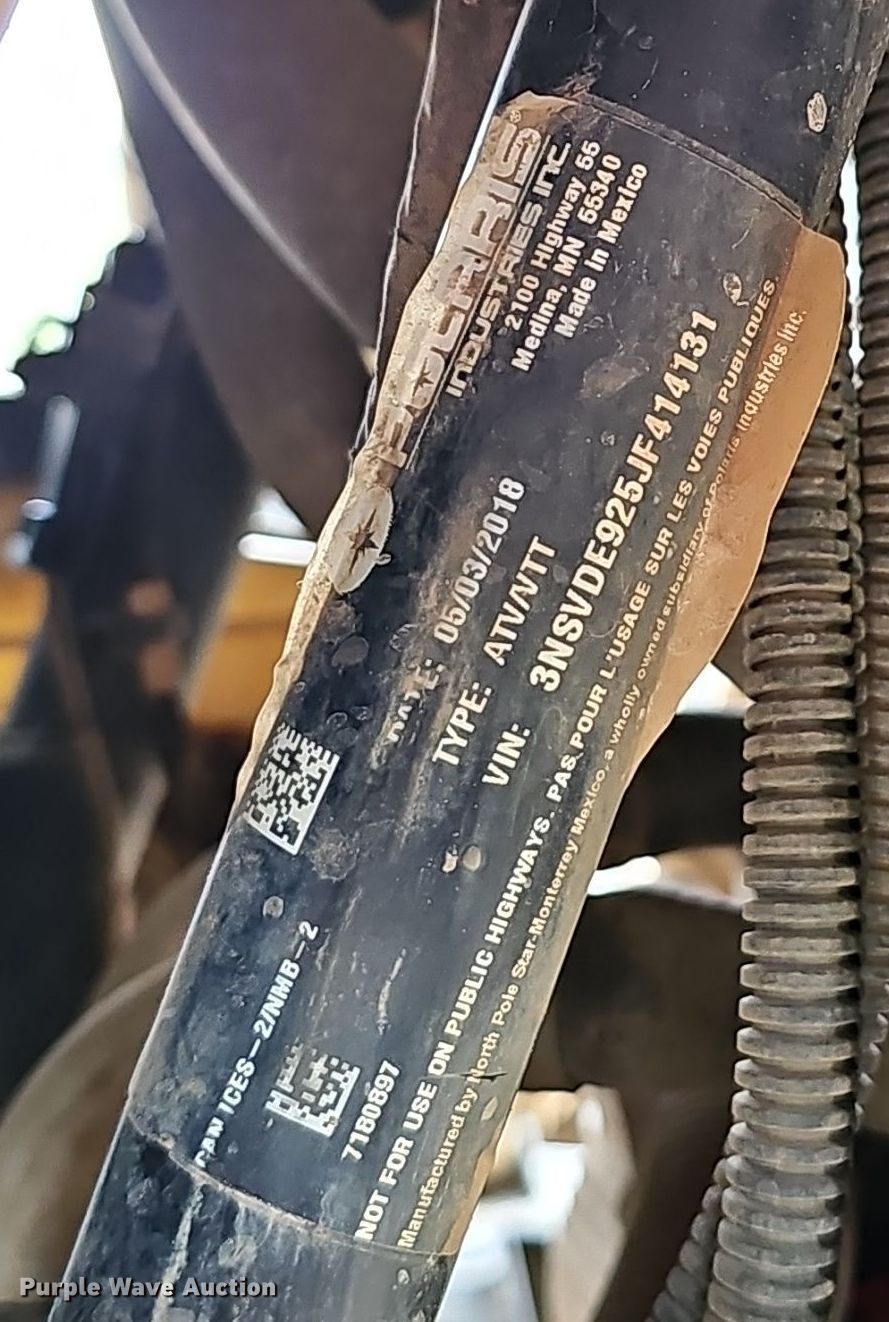 POLARIS®
INDUSTRIES INC.
2100 Highway 55
Medina, MN 55340
Made in Mexico
DATE: 05/03/2018
TYPE: ATV/VTT
VIN: 3NSVDE925JF414131
CAN ICES-2/NMB-2
7180897
NOT FOR USE ON PUBLIC HIGHWAYS. PAS POUR L'USAGE SUR LES VOIES PUBLIQUES.
Manufactured by North Pole Star-Monterrey Mexico, a wholly owned subsidiary of Polaris Industries Inc.
Purple Wave Auction